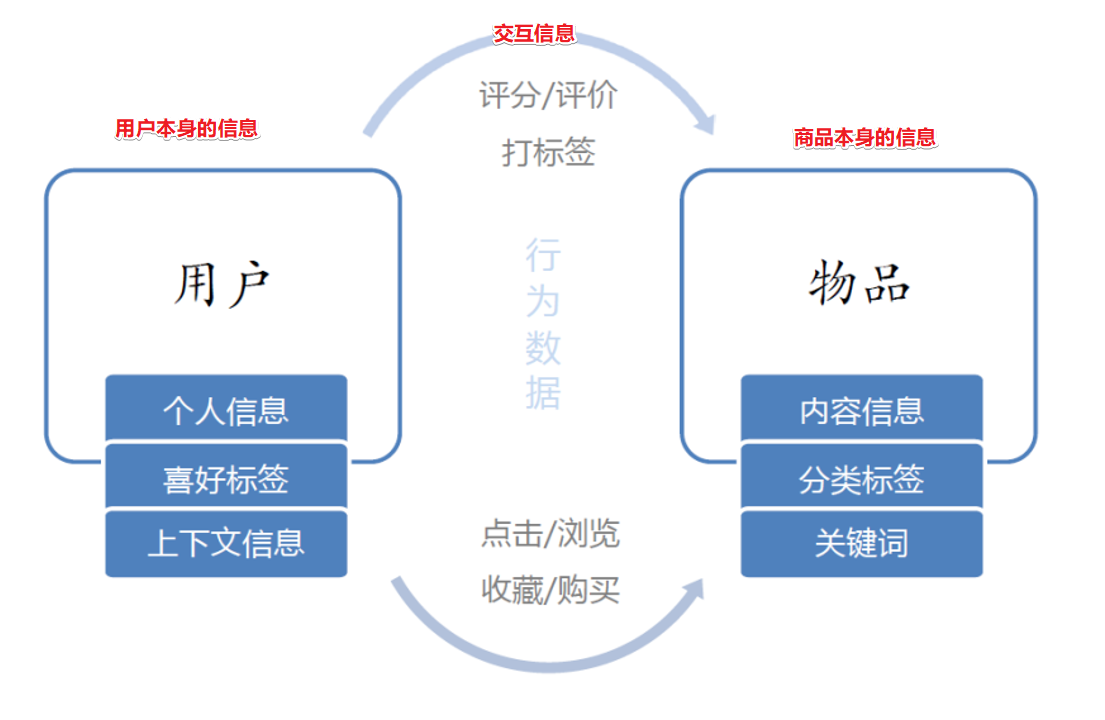 交互信息
评分/评价
打标签
用户本身的信息
商品本身的信息
用户
个人信息
喜好标签
上下文信息
行
为
数
据
物品
内容信息
分类标签
关键词
点击/浏览
收藏/购买